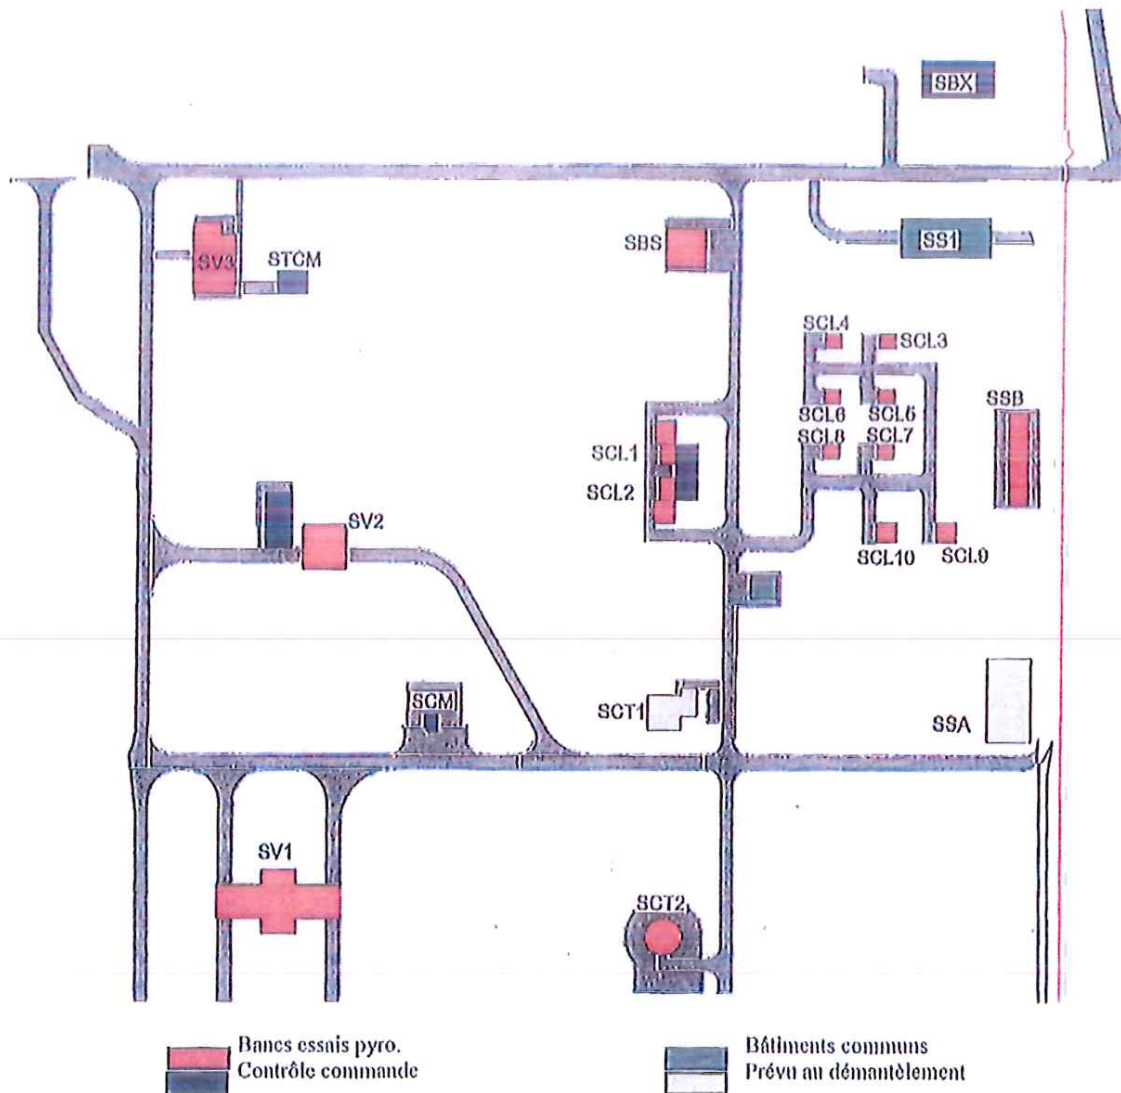 SBX
SV3
STCM
SBS
SS1
SCL4
SCL3
SCL6
SCL5
SSB
SCL8
SCL7
SCL1
SCL2
SV2
SCL10
SCL9
SCM
SCT1
SSA
SV1
SCT2
Bancs essais pyro.
Contrôle commande
Bâtiments communs
Prévu au démantèlement